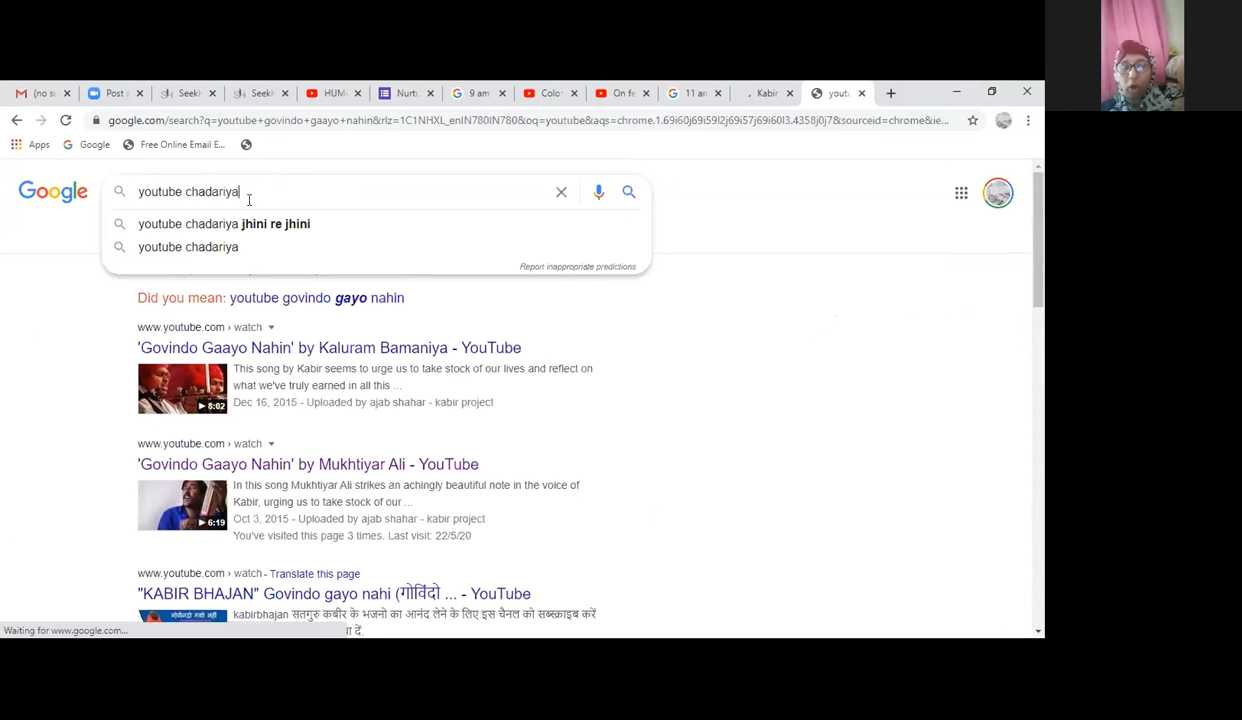 (no su
Post A
Seekh
Seekh
HUM
Nurtu
9 am
Colo
On fe
11 am
Kabir
yout
google.com/search?q=youtube+govindo+gaayo+nahin&rlz=1C1NHXL_enIN780IN780&oq=youtube&aqs=chrome.1.69i60j69i59l2j69i57j69i60l3.4358j0j7&sourceid=chrome&ie...
Apps
Google
Free Online Email E...
Google
youtube chadariya
youtube chadariya jhini re jhini
youtube chadariya
Report inappropriate predictions
Did you mean: youtube govindo gayo nahin
www.youtube.com › watch
'Govindo Gaayo Nahin' by Kaluram Bamaniya - YouTube
This song by Kabir seems to urge us to take stock of our lives and reflect on
what we've truly earned in all this ...
8:02
Dec 16, 2015 - Uploaded by ajab shahar - kabir project
www.youtube.com › watch
'Govindo Gaayo Nahin' by Mukhtiyar Ali - YouTube
In this song Mukhtiyar Ali strikes an achingly beautiful note in the voice of
Kabir, urging us to take stock of our ...
6:19
Oct 3, 2015 - Uploaded by ajab shahar - kabir project
You've visited this page 3 times. Last visit: 22/5/20
www.youtube.com › watch - Translate this page
"KABIR BHAJAN" Govindo gayo nahi (गोविंदो ... - YouTube
kabirbhajan सतगुरु कबीर के भजनो का आनंद लेने के लिए इस चैनल को सब्स्क्राइब करें
Waiting for www.google.com...
दें.